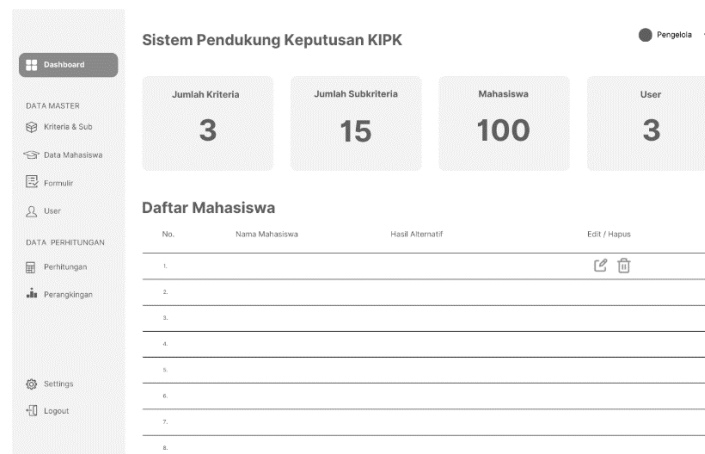 Sistem Pendukung Keputusan KIPK
Pengelola
Dashboard
DATA MASTER
Kriteria & Sub
Data Mahasiswa
Formulir
User
DATA PERHITUNGAN
Perhitungan
Perangkingan
Settings
Logout
Jumlah Kriteria
3
Jumlah Subkriteria
15
Mahasiswa
100
User
3
Daftar Mahasiswa
No. Nama Mahasiswa Hasil Alternatif Edit / Hapus
1.
2.
3.
4.
5.
6.
7.
8.